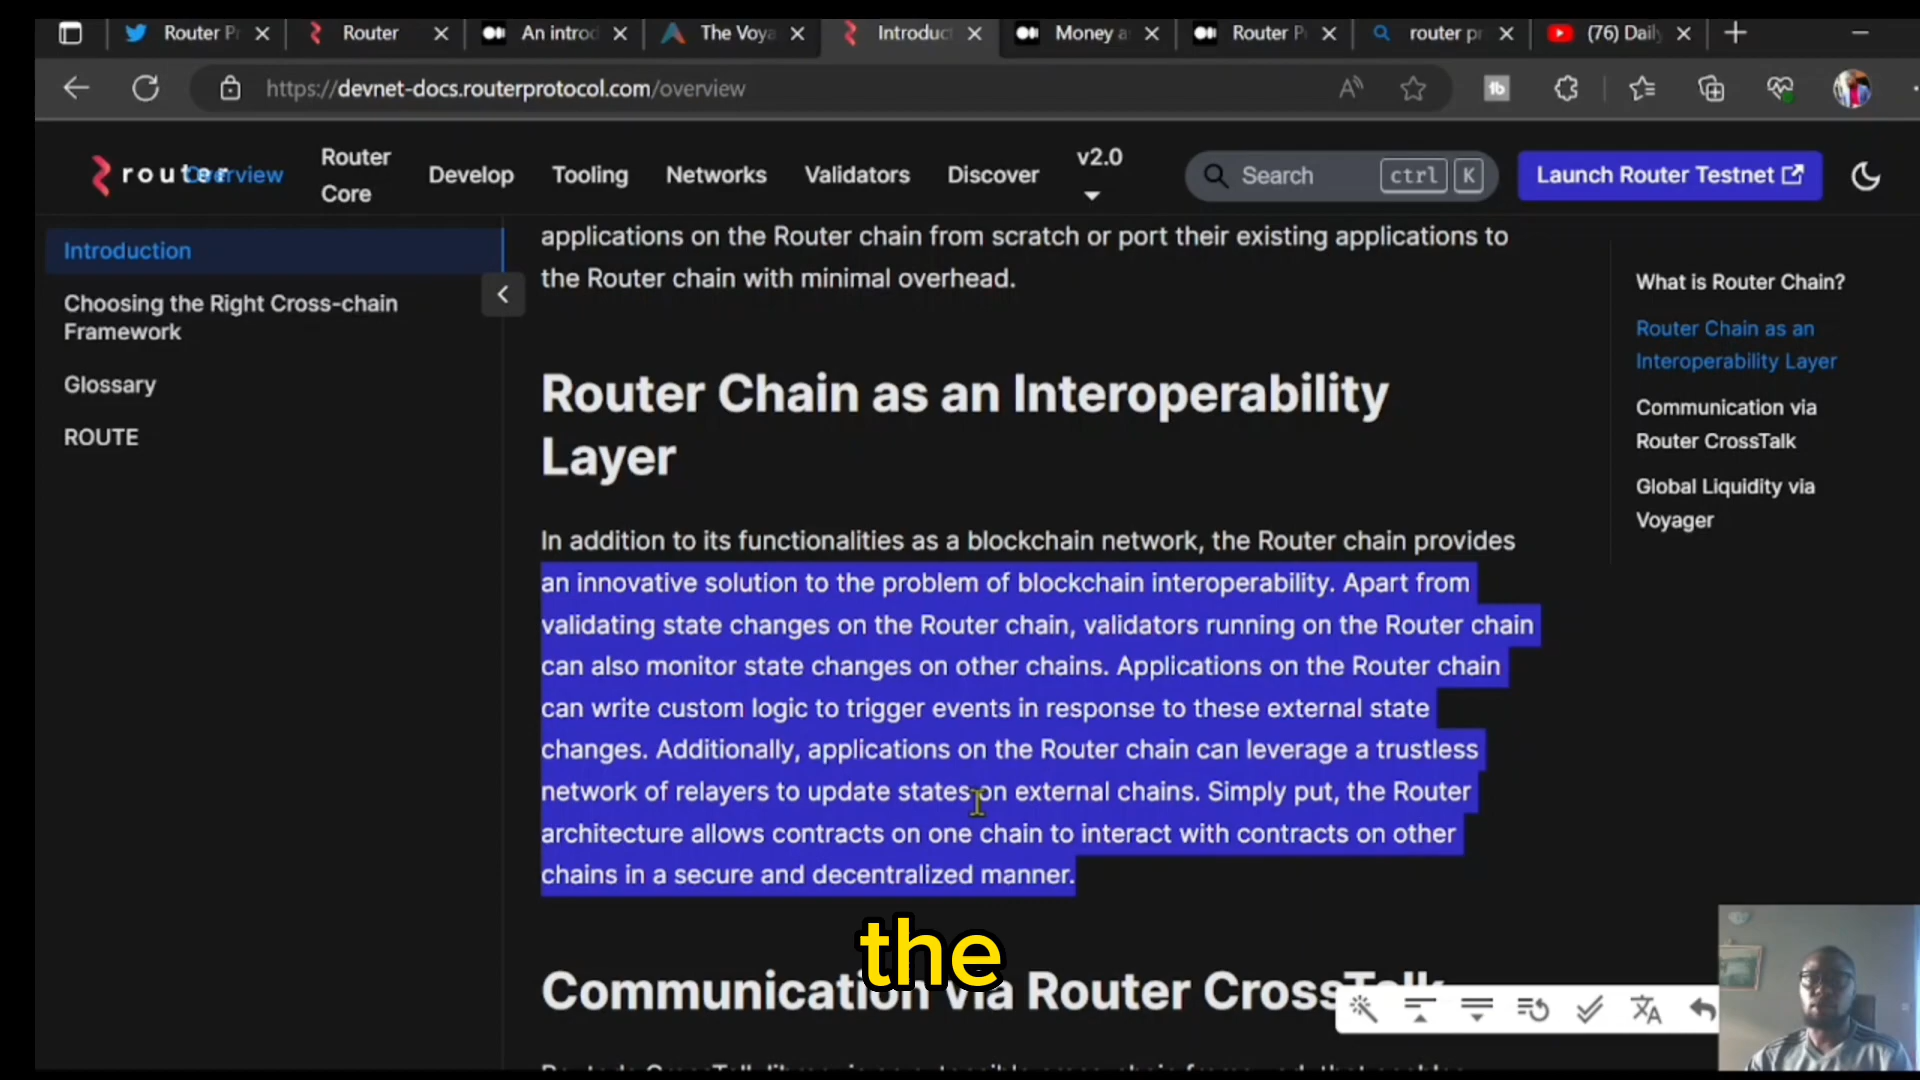 Router P
Router
An introd
The Voya
Introduct
Money a
Router P
router pr
(76) Daily
https://devnet-docs.routerprotocol.com/overview
router
Overview
Router
Core
Develop
Tooling
Networks
Validators
Discover
v2.0
Search
ctrl K
Launch Router Testnet
Introduction
Choosing the Right Cross-chain
Framework
Glossary
ROUTE
applications on the Router chain from scratch or port their existing applications to
the Router chain with minimal overhead.
Router Chain as an Interoperability
Layer
In addition to its functionalities as a blockchain network, the Router chain provides
an innovative solution to the problem of blockchain interoperability. Apart from
validating state changes on the Router chain, validators running on the Router chain
can also monitor state changes on other chains. Applications on the Router chain
can write custom logic to trigger events in response to these external state
changes. Additionally, applications on the Router chain can leverage a trustless
network of relayers to update states on external chains. Simply put, the Router
architecture allows contracts on one chain to interact with contracts on other
chains in a secure and decentralized manner.
the
Communication via Router CrossTalk
What is Router Chain?
Router Chain as an
Interoperability Layer
Communication via
Router CrossTalk
Global Liquidity via
Voyager